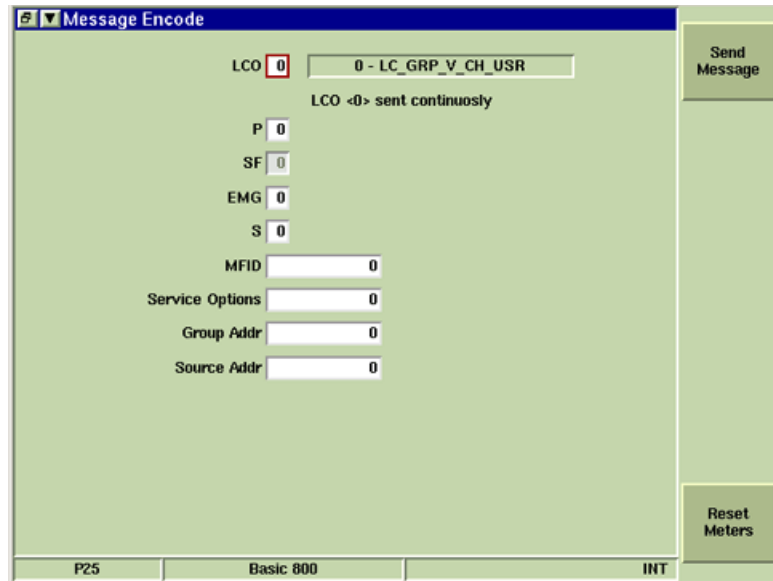 Message Encode
LCO 0 0 - LC_GRP_V_CH_USR
LCO <0> sent continuosly
P 0
SF 0
EMG 0
S 0
MFID 0
Service Options 0
Group Addr 0
Source Addr 0
Send
Message
Reset
Meters
P25 Basic 800 INT